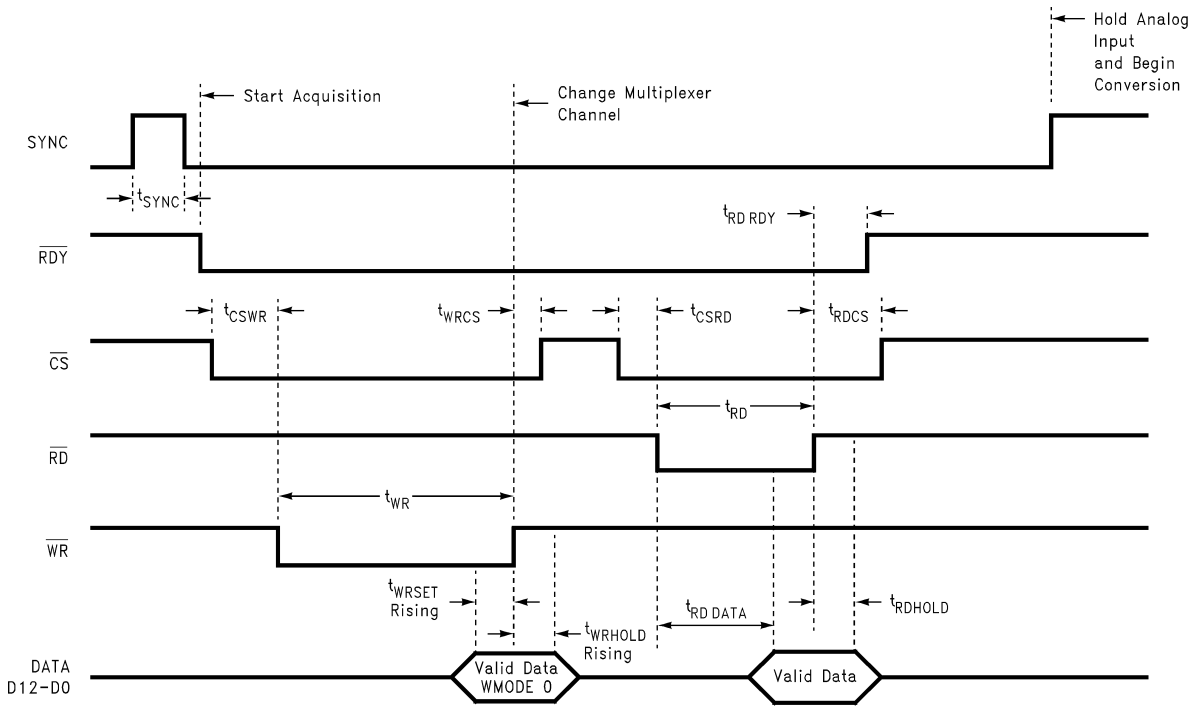 Hold Analog
Input
and Begin
Conversion
Start Acquisition
Change Multiplexer
Channel
SYNC
tSYNC
tRD RDY
RDY
tCSWR
tWRCS
tCSRD
tRDCS
CS
tRD
RD
tWR
WR
tWRSET
Rising
tRDHOLD
tRD DATA
tWRHOLD
Rising
DATA
D12-D0
Valid Data
WMODE 0
Valid Data